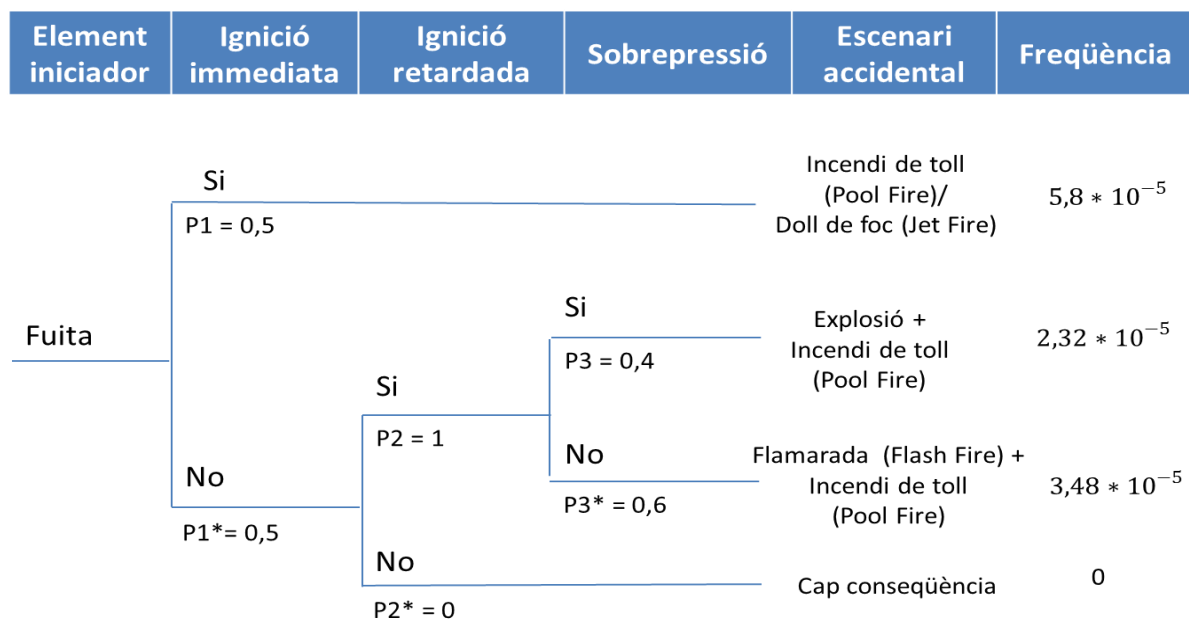 Element iniciador
Ignició immediata
Ignició retardada
Sobrepressió
Escenari accidental
Freqüència
Si
P1 = 0,5
Incendi de toll
(Pool Fire)/
Doll de foc (Jet Fire)
5,8 ∗ 10⁻⁵
Fuita
Si
P3 = 0,4
Explosió +
Incendi de toll
(Pool Fire)
2,32 ∗ 10⁻⁵
Si
P2 = 1
No
P3* = 0,6
Flamarada (Flash Fire) +
Incendi de toll
(Pool Fire)
3,48 ∗ 10⁻⁵
No
P1*= 0,5
No
P2* = 0
Cap conseqüència
0